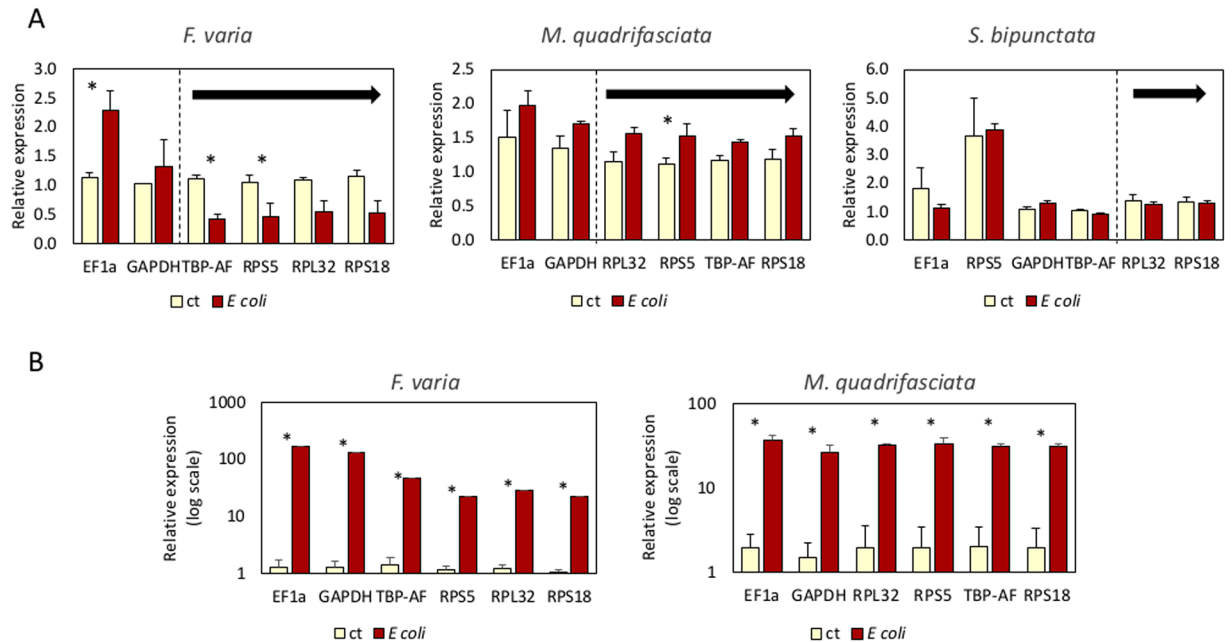 A
F. varia
M. quadrifasciata
S. bipunctata
Relative expression
3.0
2.5
2.0
1.5
1.0
0.5
0.0
*
*
*
EF1a GAPDH TBP-AF RPS5 RPL32 RPS18
ct E coli
Relative expression
2.5
2.0
1.5
1.0
0.5
0.0
*
EF1a GAPDH RPL32 RPS5 TBP-AF RPS18
ct E coli
Relative expression
6.0
5.0
4.0
3.0
2.0
1.0
0.0
EF1a RPS5 GAPDH TBP-AF RPL32 RPS18
ct E coli
B
F. varia
M. quadrifasciata
Relative expression
(log scale)
1000
100
10
1
* * * * * *
EF1a GAPDH TBP-AF RPS5 RPL32 RPS18
ct E coli
Relative expression
(log scale)
100
10
1
* * * * * *
EF1a GAPDH RPL32 RPS5 TBP-AF RPS18
ct E coli